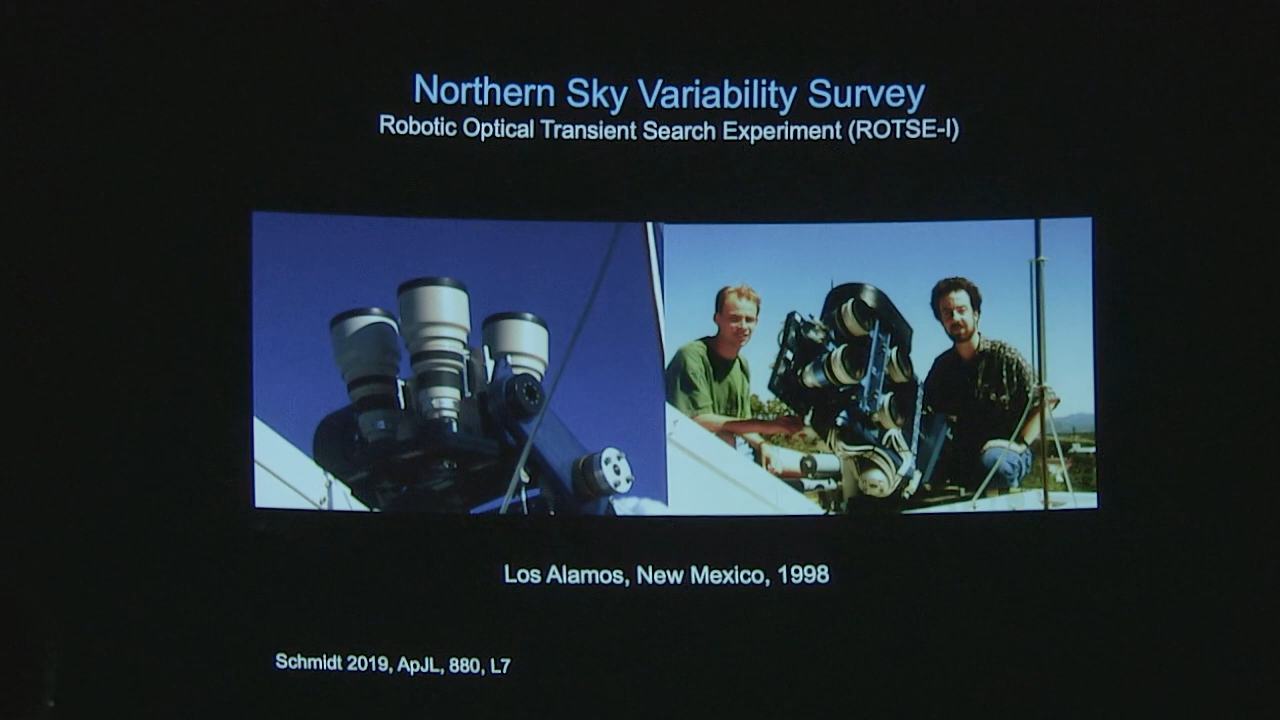 Northern Sky Variability Survey
Robotic Optical Transient Search Experiment (ROTSE-I)
Los Alamos, New Mexico, 1998
Schmidt 2019, ApJL, 880, L7